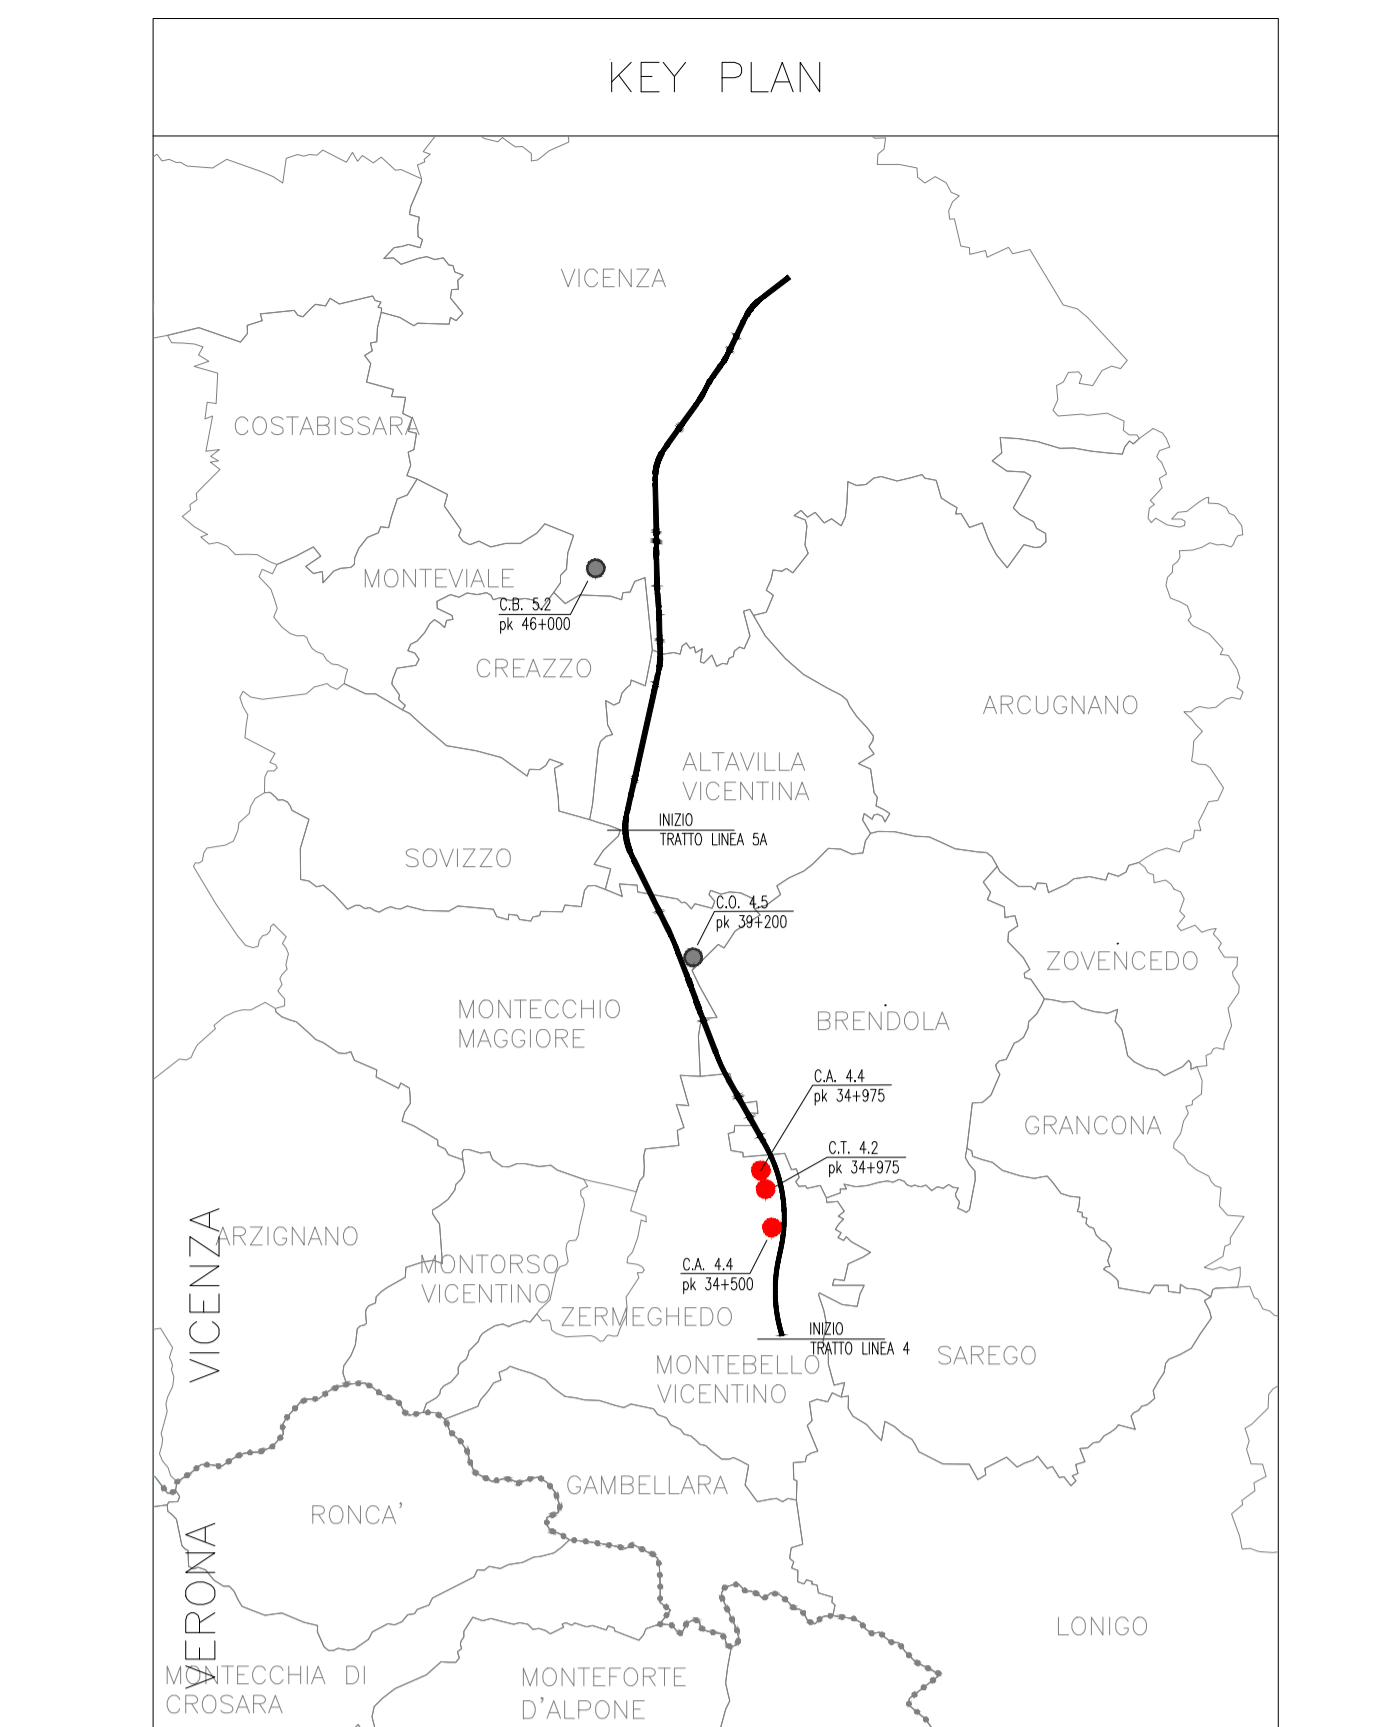 KEY PLAN
VICENZA
COSTABISSARA
MONTEVIALE
C.B. 5.2
pk 46+000
CREAZZO
ARCUGNANO
ALTAVILLA
VICENTINA
INIZIO
TRATTO LINEA 5A
SOVIZZO
C.O. 4.5
pk 39+200
ZOVENCEDO
MONTECCHIO
MAGGIORE
BRENDOLA
C.A. 4.4
pk 34+975
GRANCONA
C.T. 4.2
pk 34+975
ARZIGNANO
VICENZA
MONTORSO
VICENTINO
C.A. 4.4
pk 34+500
ZERMEGHEDO
INIZIO
TRATTO LINEA 4
SAREGO
MONTEBELLO
VICENTINO
GAMBELLARA
RONCA'
VERONA
LONIGO
MONTECCHIA DI
CROSARA
MONTEFORTE
D'ALPONE